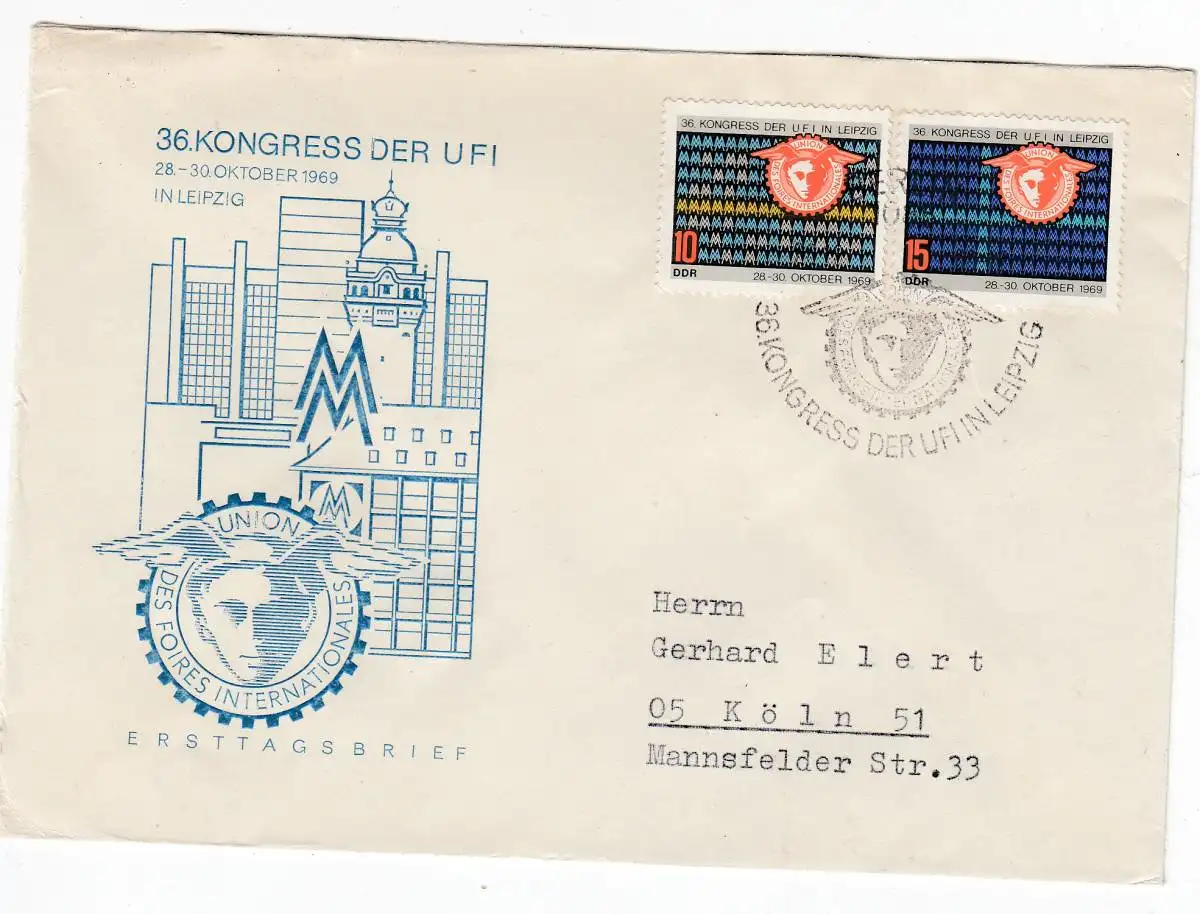 36.KONGRESS DER UFI
28.-30.OKTOBER 1969
IN LEIPZIG
M
M
UNION
DES FOIRES INTERNATIONALES
ERSTTAGSBRIEF
36. KONGRESS DER UFI IN LEIPZIG
UNION
DES FOIRES INTERNATIONALES
10
DDR
28.-30. OKTOBER 1969
36. KONGRESS DER UFI IN LEIPZIG
UNION
DES FOIRES INTERNATIONALES
15
DDR
28.-30. OKTOBER 1969
36.KONGRESS DER UFI IN LEIPZIG
Herrn
Gerhard Elert
05 Köln 51
Mannsfelder Str.33